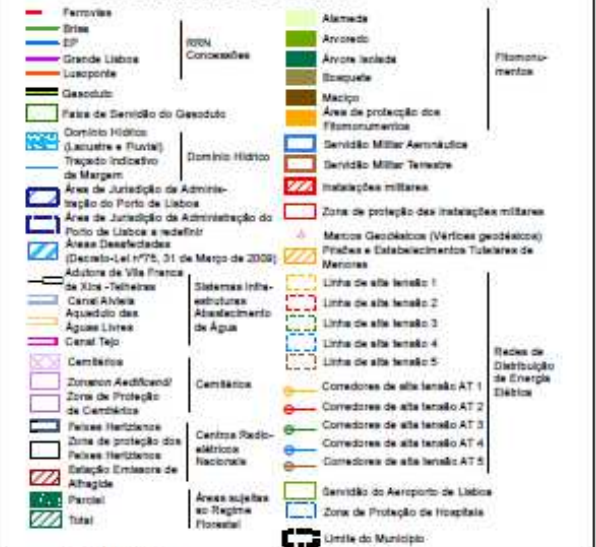 Ferrovias
Brisa
EP
Grande Lisboa
Lusoponte
RRN
Concessões
Gasoduto
Faixa de Servidão do Gasoduto
Domínio Hídrico
(Lacustre e Fluvial)
Traçado Indicativo
de Margem
Domínio Hídrico
Área de Jurisdição da Adminis-
tração do Porto de Lisboa
Área de Jurisdição da Administração do
Porto de Lisboa a redefinir
Áreas Desafectadas
(Decreto-Lei nº75, 31 de Março de 2009)
Adutora de Vila Franca
de Xira -Telheiras
Canal Alviela
Aqueduto das
Águas Livres
Canal Tejo
Sistemas Infra-
estruturas
Abastecimento
de Água
Cemitérios
Zonanon Aedificandi
Zona de Proteção
de Cemitérios
Cemitérios
Feixes Hertzianos
Zona de proteção dos
Feixes Hertzianos
Estação Emissora de
Alfragide
Centros Radio-
elétricos
Nacionais
Parcial
Total
Áreas sujeitas
ao Regime
Florestal
Alameda
Arvoredo
Árvore Isolada
Bosquete
Maciço
Área de protecção dos
Fitomonumentos
Fitomonu-
mentos
Servidão Militar Aeronáutica
Servidão Militar Terrestre
Instalações militares
Zona de proteção das instalações militares
Marcos Geodésicos (Vértices geodésicos)
Prisões e Estabelecimentos Tutelares de
Menores
Linha de alta tensão 1
Linha de alta tensão 2
Linha de alta tensão 3
Linha de alta tensão 4
Linha de alta tensão 5
Corredores de alta tensão AT 1
Corredores de alta tensão AT 2
Corredores de alta tensão AT 3
Corredores de alta tensão AT 4
Corredores de alta tensão AT 5
Redes de
Distribuição
de Energia
Elétrica
Servidão do Aeroporto de Lisboa
Zona de Proteção de Hospitais
Limite do Município